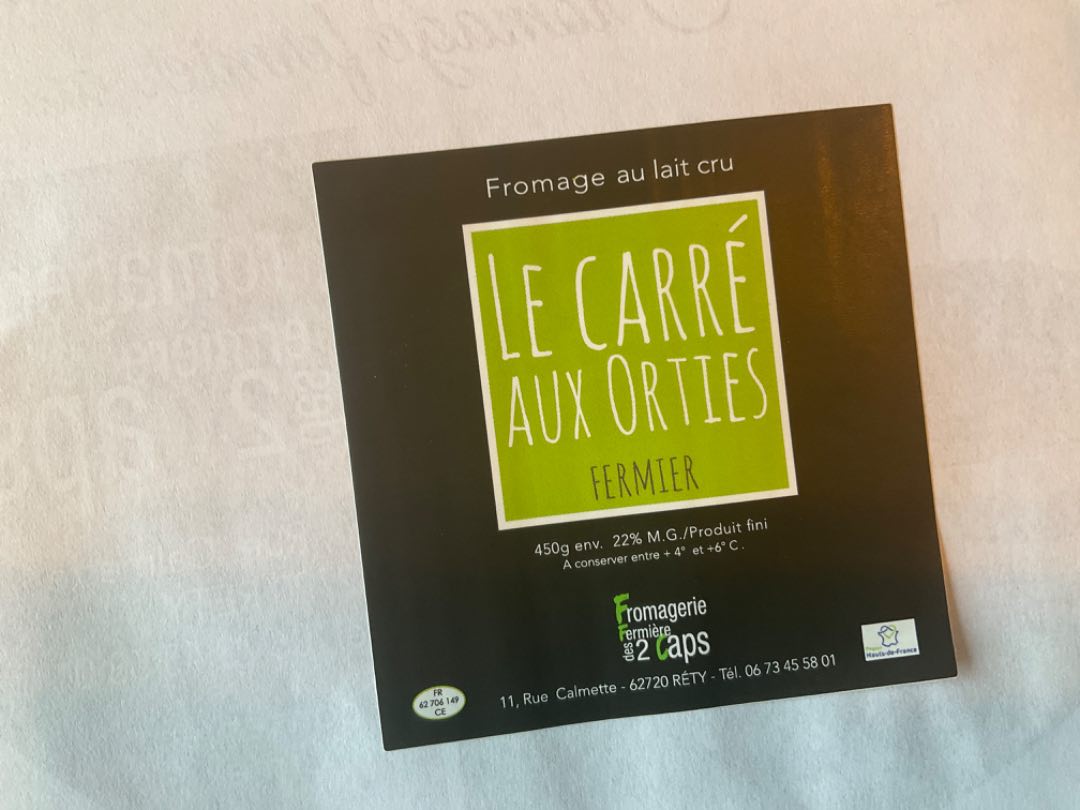 Fromage au lait cru
LE CARRÉ
AUX ORTIES
FERMIER
450g env. 22% M.G./Produit fini
A conserver entre + 4° et +6° C.
Fromagerie
Fermière
des 2 Caps
11, Rue Calmette - 62720 RÉTY - Tél. 06 73 45 58 01
FR
62 706 149
CE
Hauts-de-France